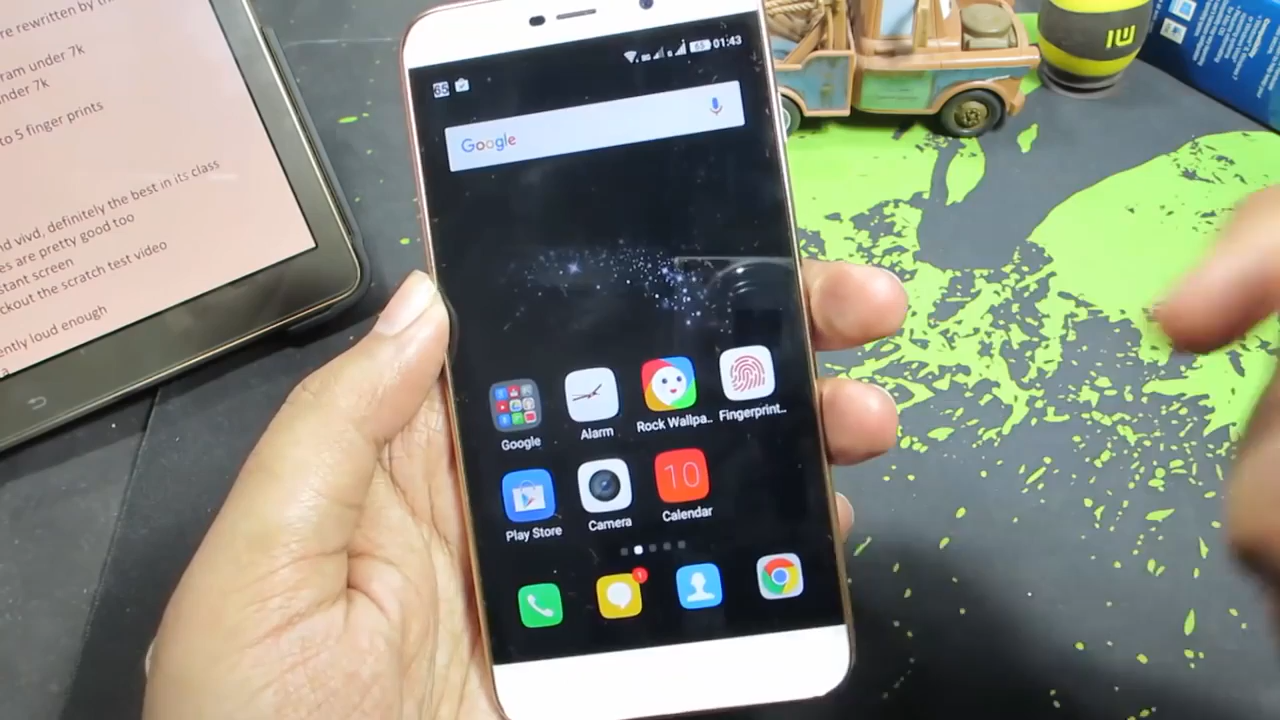 re rewritten by th
ram under 7k
nder 7k
to 5 finger prints
nd vivd, definitely the best in its class
es are pretty good too
stant screen
ckout the scratch test video
ently loud enough
65
65 01:43
Google
Google
Alarm
Rock Wallpa..
Fingerprint..
Play Store
Camera
10
Calendar
1